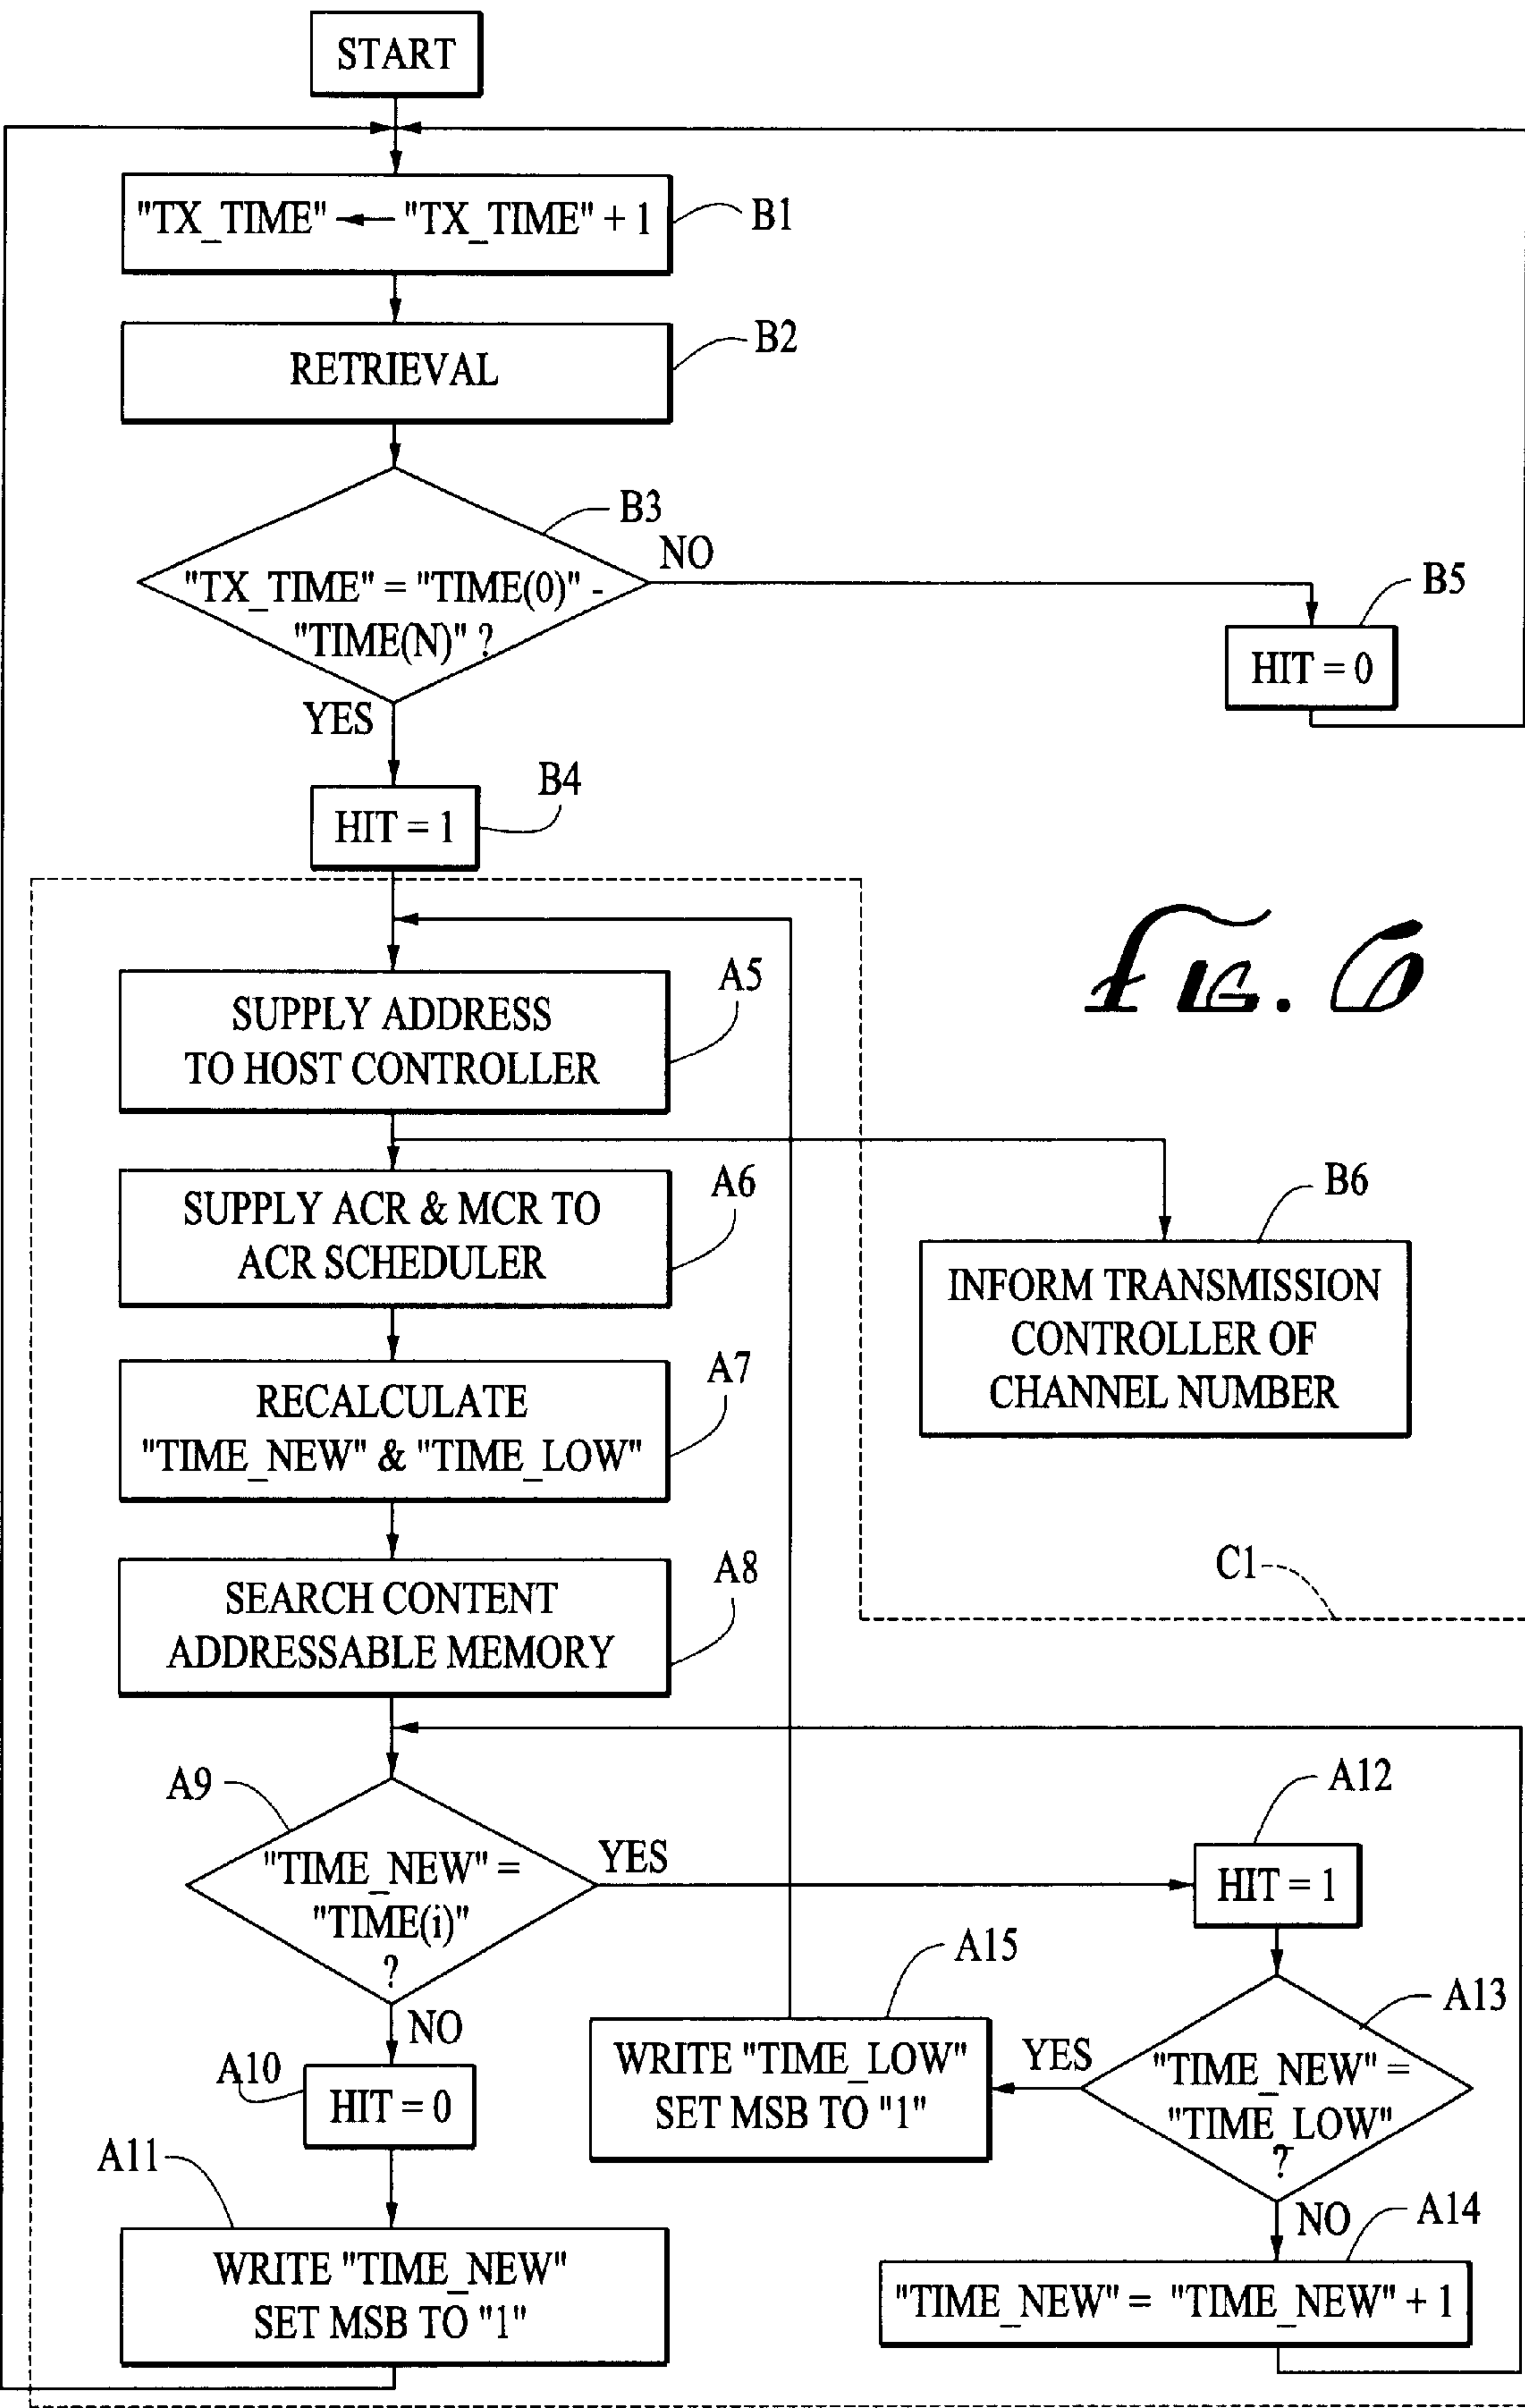 START
"TX_TIME" ← "TX_TIME" + 1
B1
RETRIEVAL
B2
B3
"TX_TIME" = "TIME(0)" -
"TIME(N)" ?
NO
B5
HIT = 0
YES
B4
HIT = 1
FIG. 6
A5
SUPPLY ADDRESS
TO HOST CONTROLLER
A6
SUPPLY ACR & MCR TO
ACR SCHEDULER
B6
INFORM TRANSMISSION
CONTROLLER OF
CHANNEL NUMBER
A7
RECALCULATE
"TIME_NEW" & "TIME_LOW"
A8
SEARCH CONTENT
ADDRESSABLE MEMORY
C1
A9
"TIME_NEW" =
"TIME(i)"
?
YES
A12
HIT = 1
NO
A10
HIT = 0
A15
WRITE "TIME_LOW"
SET MSB TO "1"
YES
A13
"TIME_NEW" =
"TIME_LOW"
?
NO
A11
WRITE "TIME_NEW"
SET MSB TO "1"
A14
"TIME_NEW" = "TIME_NEW" + 1